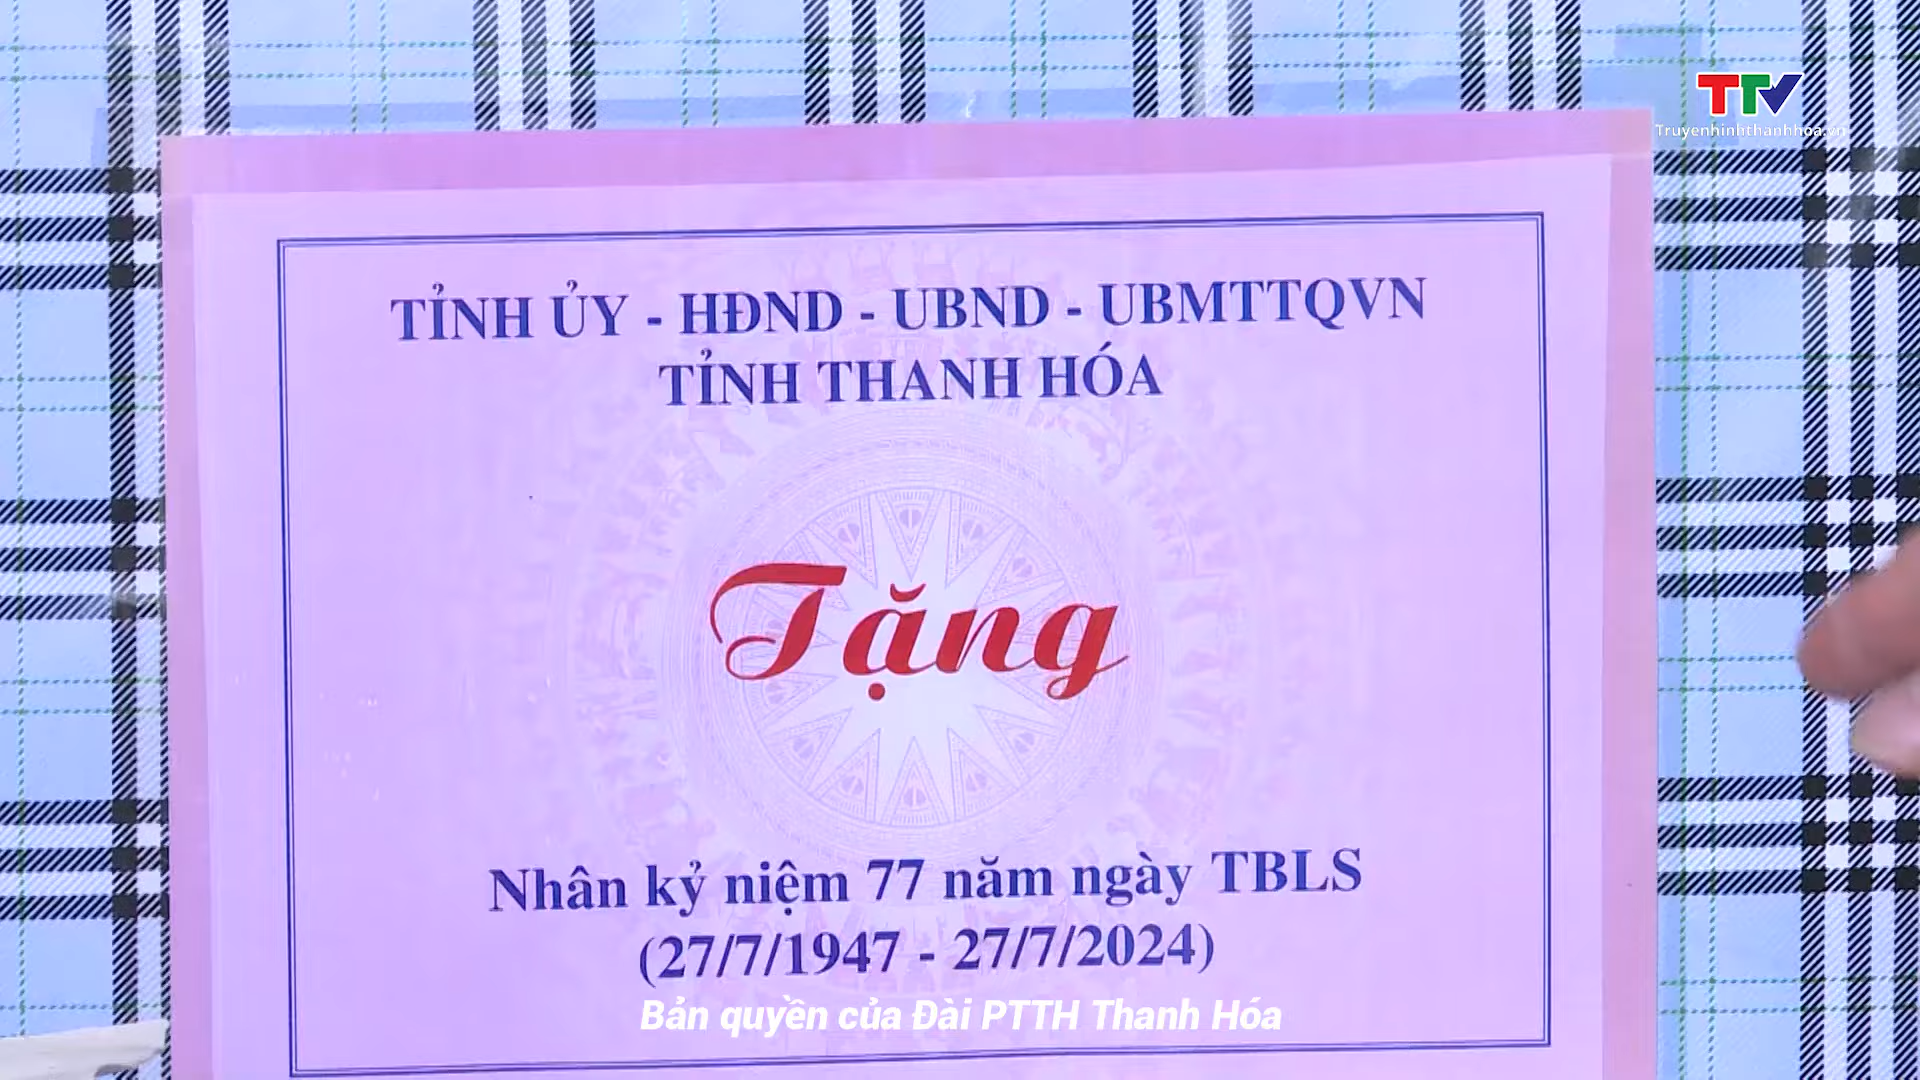 TTV
Truyenhinhthanhhoa.vn
TỈNH ỦY - HĐND - UBND - UBMTTQVN
TỈNH THANH HÓA
Tặng
Nhân kỷ niệm 77 năm ngày TBLS
(27/7/1947 - 27/7/2024)
Bản quyền của Đài PTTH Thanh Hóa